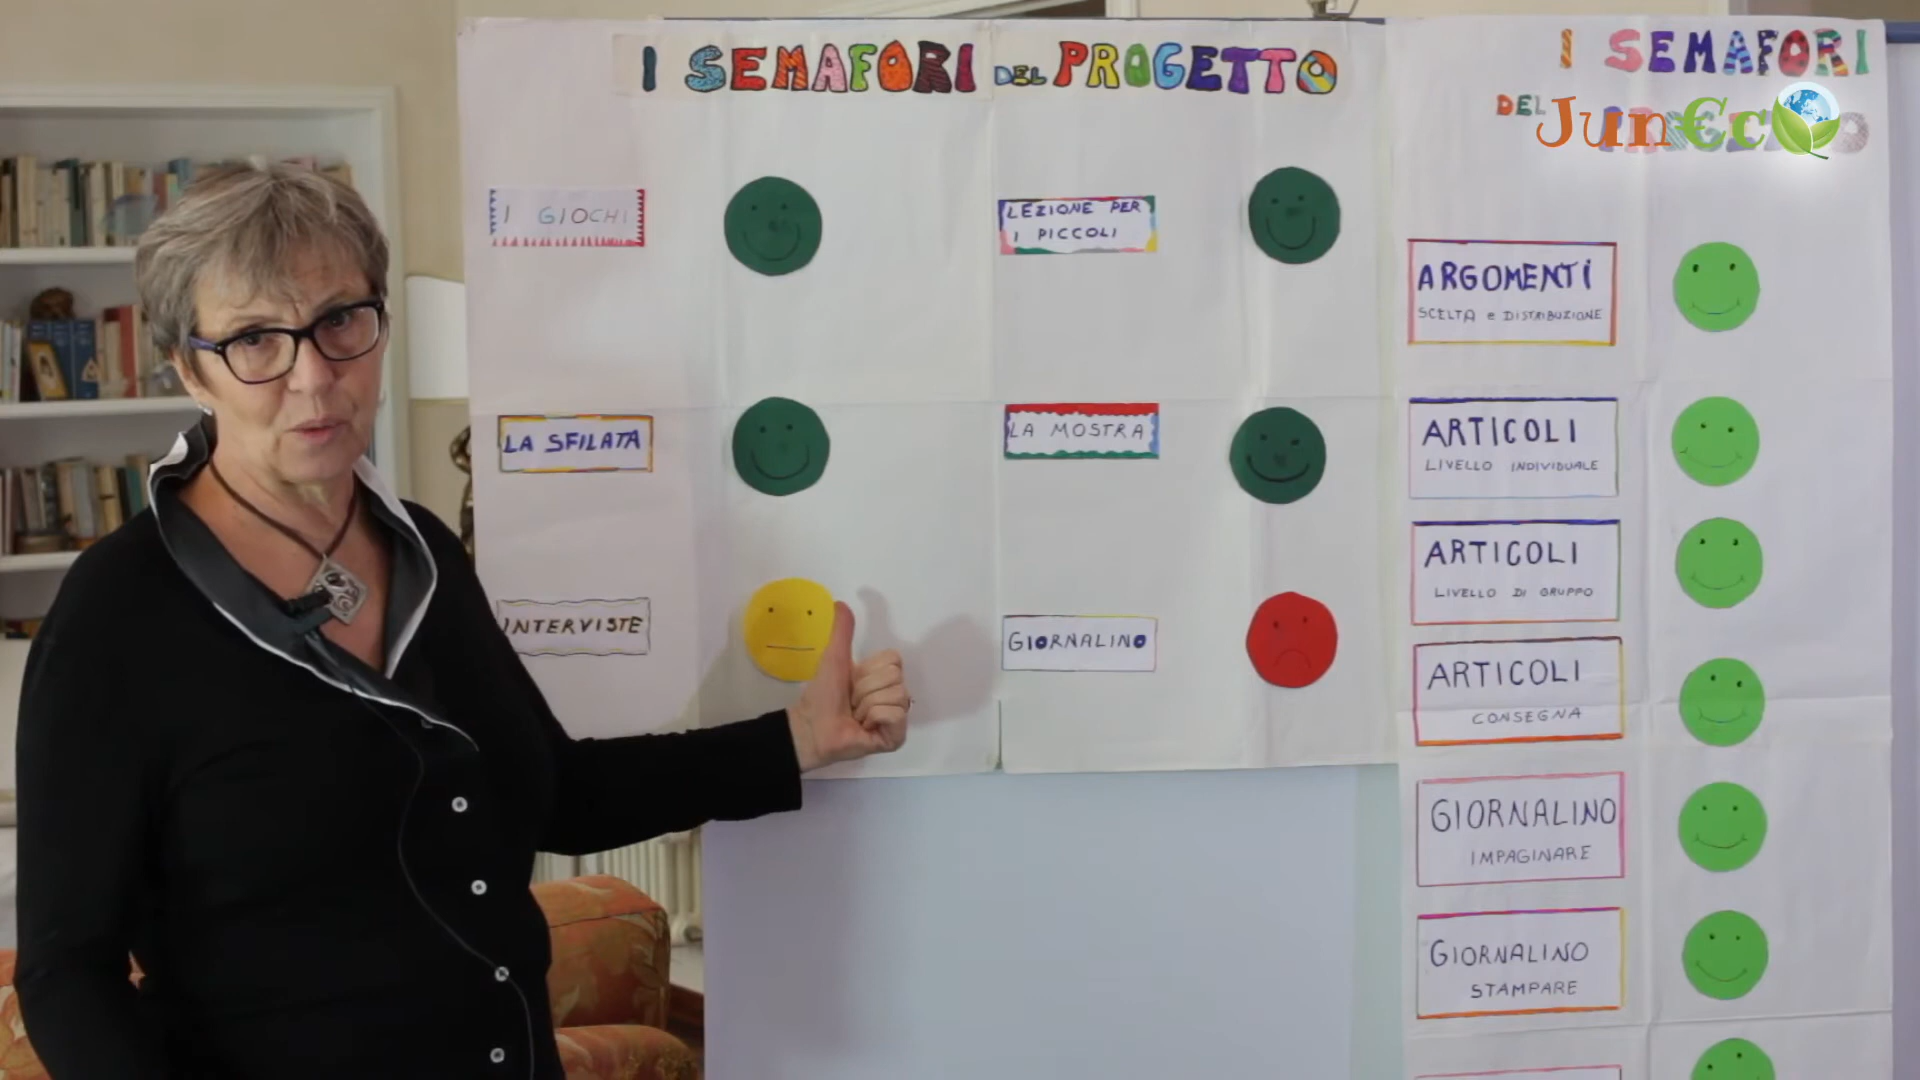 I SEMAFORI DEL PROGETTO
I GIOCHI
LEZIONE PER
I PICCOLI
LA SFILATA
LA MOSTRA
INTERVISTE
GIORNALINO
I SEMAFORI
DEL PROGETTO
JunEco
ARGOMENTI
SCELTA e DISTRIBUZIONE
ARTICOLI
LIVELLO INDIVIDUALE
ARTICOLI
LIVELLO DI GRUPPO
ARTICOLI
CONSEGNA
GIORNALINO
IMPAGINARE
GIORNALINO
STAMPARE